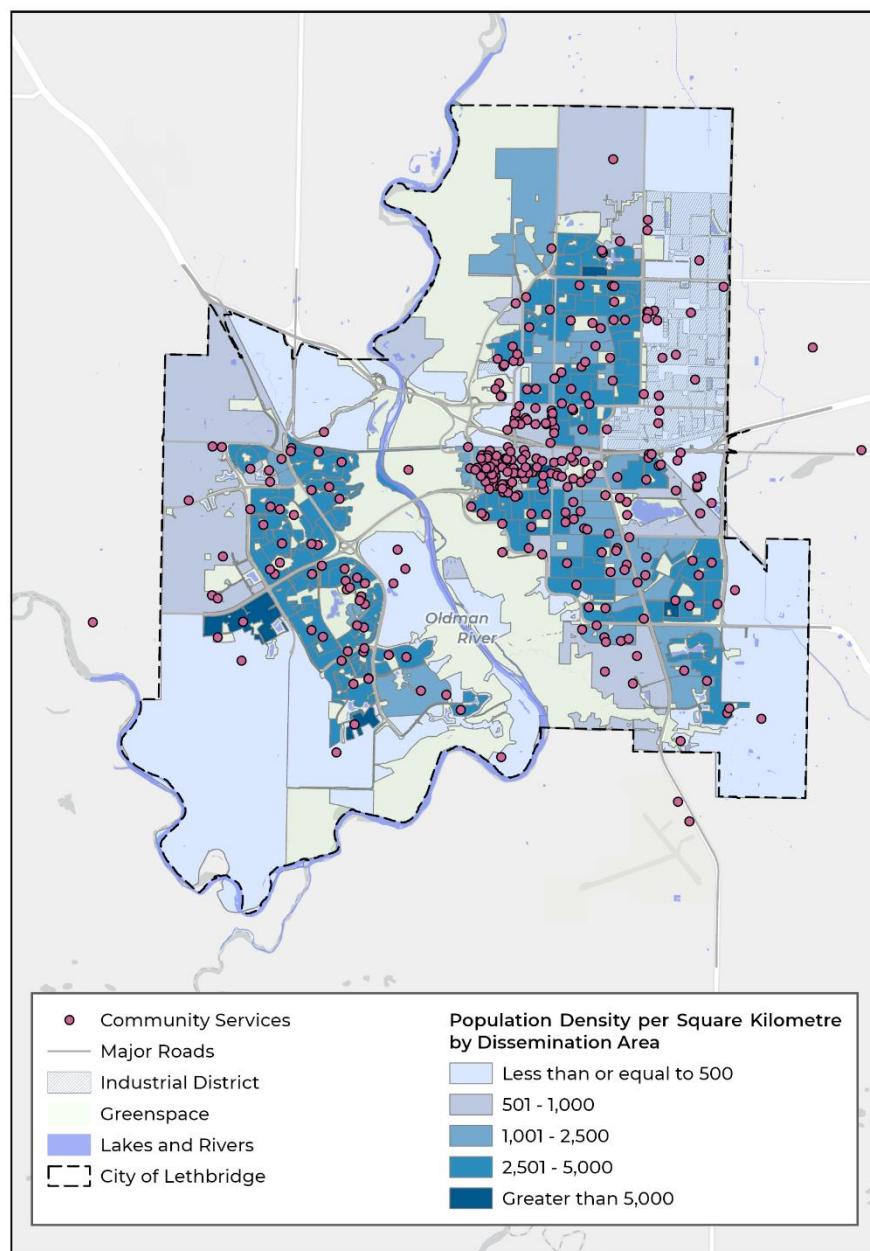 Oldman
River
Community Services
Major Roads
Industrial District
Greenspace
Lakes and Rivers
City of Lethbridge
Population Density per Square Kilometre
by Dissemination Area
Less than or equal to 500
501 - 1,000
1,001 - 2,500
2,501 - 5,000
Greater than 5,000